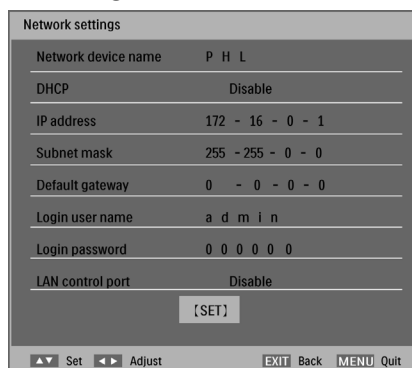 Network settings
Network device name P H L
DHCP Disable
IP address 172 - 16 - 0 - 1
Subnet mask 255 - 255 - 0 - 0
Default gateway 0 - 0 - 0 - 0
Login user name a d m i n
Login password 0 0 0 0 0 0
LAN control port Disable
[SET]
▲▼ Set ◄► Adjust EXIT Back MENU Quit